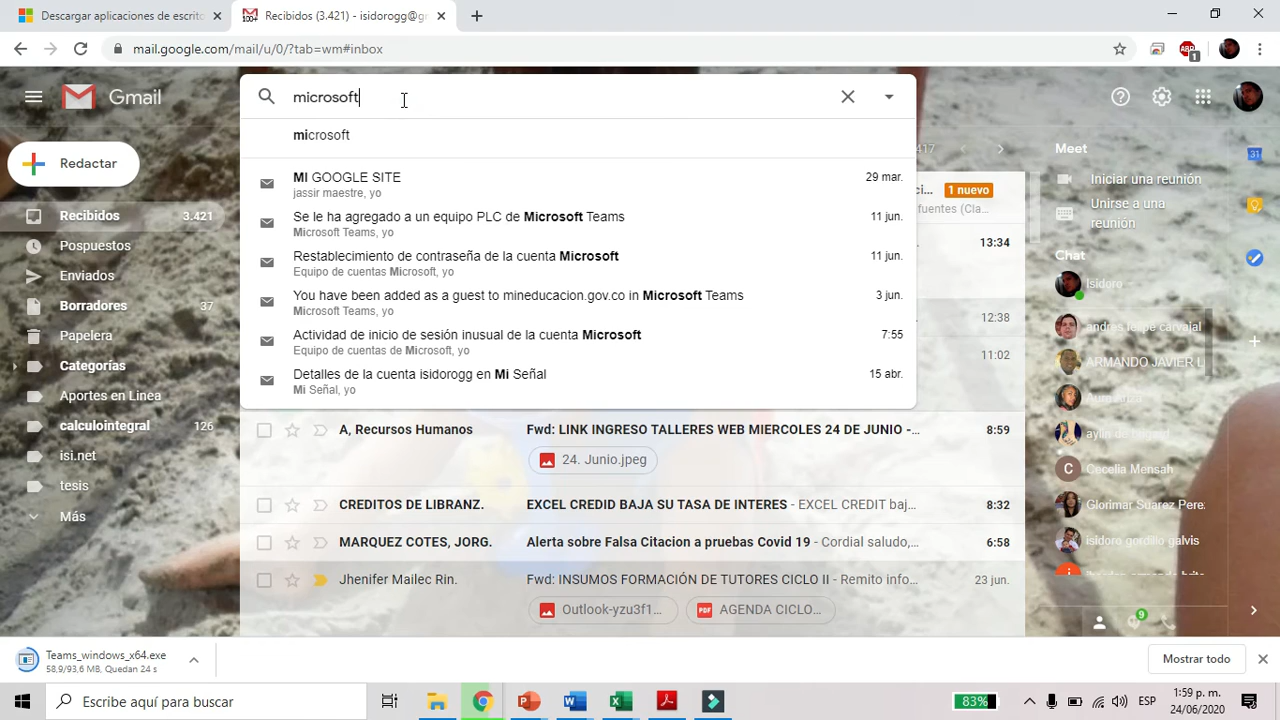 Descargar aplicaciones de escrito
Recibidos (3.421) - isidorogg@gr
mail.google.com/mail/u/0/?tab=wm#inbox
Gmail
microsoft
microsoft
MI GOOGLE SITE
29 mar.
jassir maestre, yo
Se le ha agregado a un equipo PLC de Microsoft Teams
11 jun.
Microsoft Teams, yo
Restablecimiento de contraseña de la cuenta Microsoft
11 jun.
Equipo de cuentas Microsoft, yo
You have been added as a guest to mineducacion.gov.co in Microsoft Teams
3 jun.
Microsoft Teams, yo
Actividad de inicio de sesión inusual de la cuenta Microsoft
7:55
Equipo de cuentas de Microsoft, yo
Detalles de la cuenta isidorogg en Mi Señal
15 abr.
Mi Señal, yo
Redactar
Recibidos 3.421
Pospuestos
Enviados
Borradores 37
Papelera
Categorías
Aportes en Linea
calculointegral 126
isi.net
tesis
Más
417
ci... 1 nuevo
fuentes (Cla...
13:34
12:38
11:02
A, Recursos Humanos
Fwd: LINK INGRESO TALLERES WEB MIERCOLES 24 DE JUNIO -...
8:59
24. Junio.jpeg
CREDITOS DE LIBRANZ.
EXCEL CREDID BAJA SU TASA DE INTERES - EXCEL CREDIT baj...
8:32
MARQUEZ COTES, JORG.
Alerta sobre Falsa Citacion a pruebas Covid 19 - Cordial saludo,...
6:58
Jhenifer Mailec Rin.
Fwd: INSUMOS FORMACIÓN DE TUTORES CICLO II - Remito info...
23 jun.
Outlook-yzu3f1...
PDF AGENDA CICLO...
Meet
Iniciar una reunión
Unirse a una
reunión
Chat
Isidoro
andres felipe carvajal
ARMANDO JAVIER L
C Cecelia Mensah
Glorimar Suarez Pere
isidoro gordillo galvis
9
31
Teams_windows_x64.exe
58,9/93,6 MB, Quedan 24 s
Mostrar todo
Escribe aquí para buscar
83%
ESP
1:59 p. m.
24/06/2020